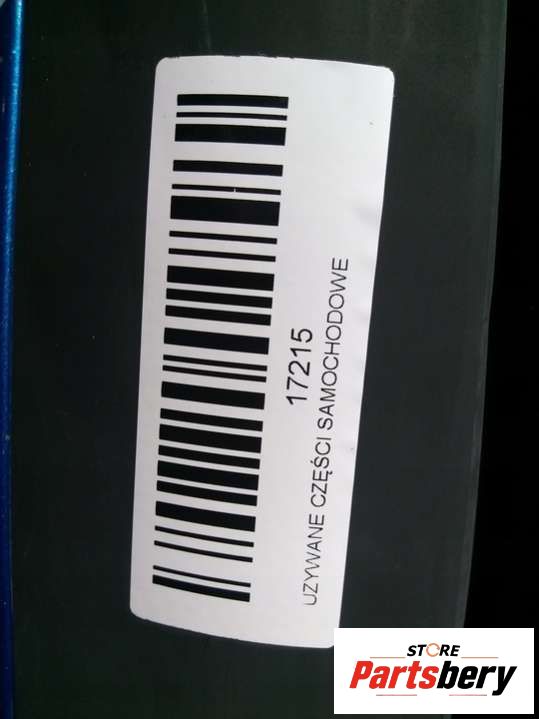 17215
UZYWANE CZĘŚCI SAMOCHODOWE
STORE
Partsbery